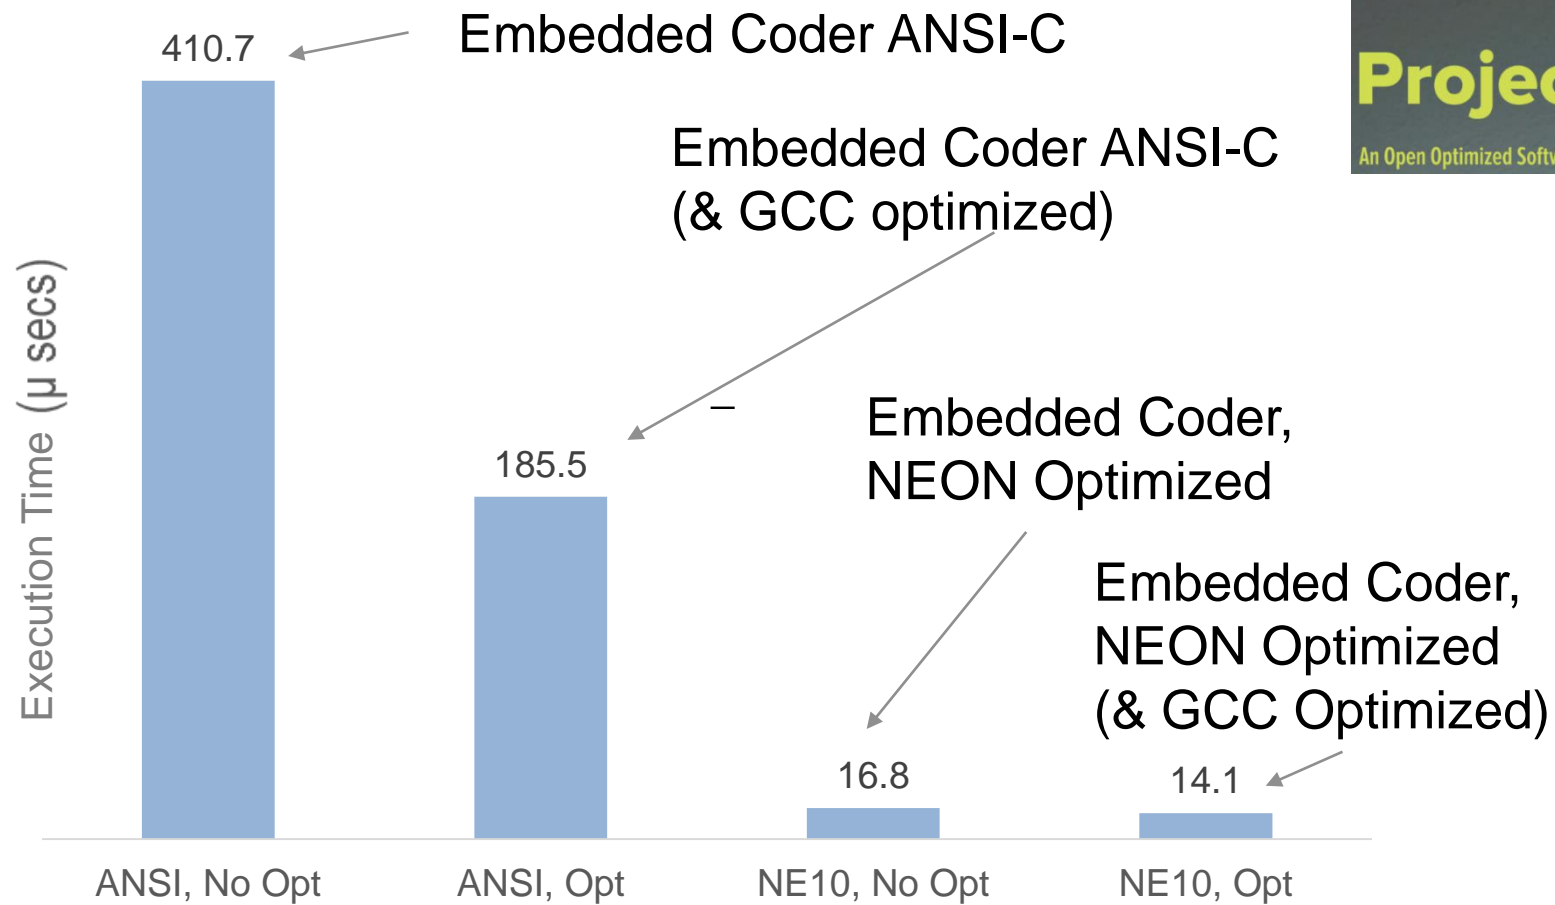 410.7
Embedded Coder ANSI-C
Embedded Coder ANSI-C
(& GCC optimized)
An Open Optimized
Execution Time (μ secs)
–
185.5
Embedded Coder,
NEON Optimized
Embedded Coder,
NEON Optimized
(& GCC Optimized)
16.8
14.1
ANSI, No Opt
ANSI, Opt
NE10, No Opt
NE10, Opt